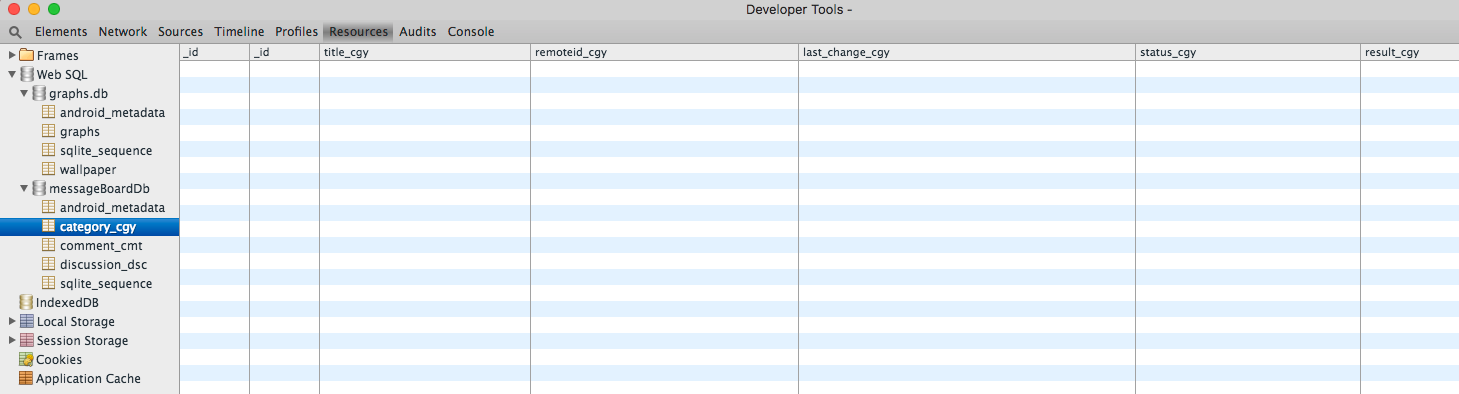 Developer Tools -
Elements Network Sources Timeline Profiles Resources Audits Console
_id _id title_cgy remoteid_cgy last_change_cgy status_cgy result_cgy
Frames
Web SQL
graphs.db
android_metadata
graphs
sqlite_sequence
wallpaper
messageBoardDb
android_metadata
category_cgy
comment_cmt
discussion_dsc
sqlite_sequence
IndexedDB
Local Storage
Session Storage
Cookies
Application Cache